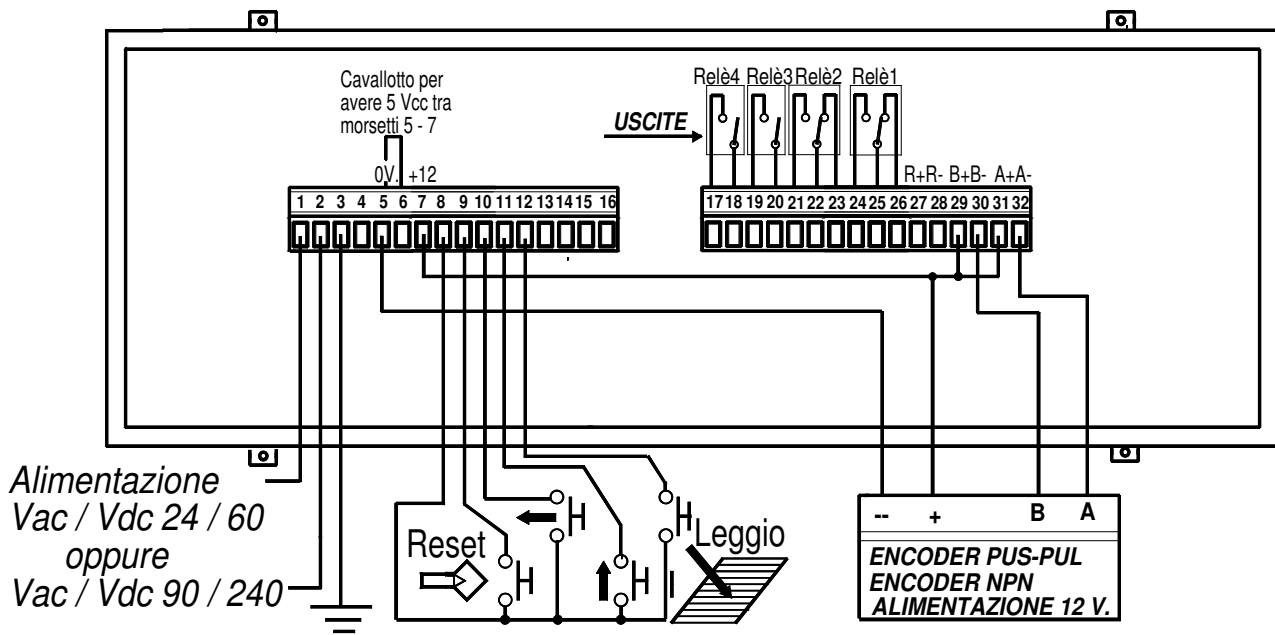 Cavallotto per
avere 5 Vcc tra
morsetti 5 - 7
0V. +12
1 2 3 4 5 6 7 8 9 10 11 12 13 14 15 16
Relè4 Relè3 Relè2 Relè1
USCITE
R+R- B+B- A+A-
17 18 19 20 21 22 23 24 25 26 27 28 29 30 31 32
Alimentazione
Vac / Vdc 24 / 60
oppure
Vac / Vdc 90 / 240
Reset
Leggio
-- + B A
ENCODER PUS-PUL
ENCODER NPN
ALIMENTAZIONE 12 V.